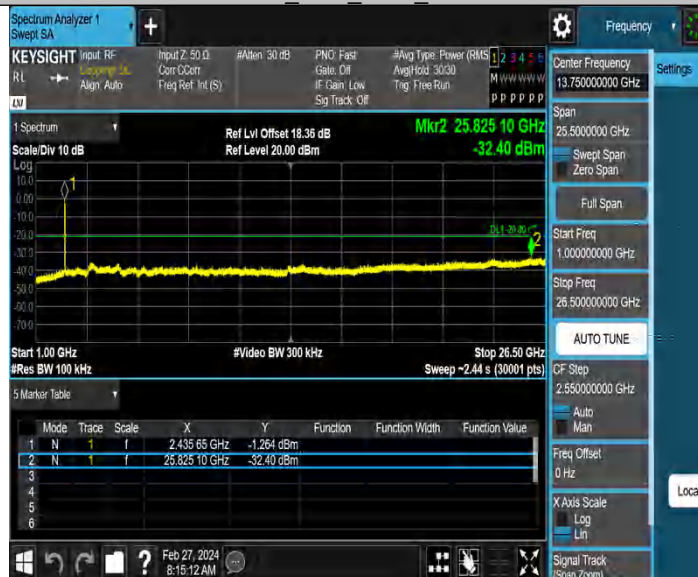 Spectrum Analyzer 1
Swept SA
+
Frequency
KEYSIGHT
Input: RF
Coupling: DC
Align: Auto
Input Z: 50 Ω
Corr CCorr
Freq Ref: Int (S)
#Atten: 30 dB
PNO: Fast
Gate: Off
IF Gain: Low
Sig Track: Off
#Avg Type: Power (RMS
Avg|Hold: 30/30
Trig: Free Run
1 2 3 4 5 6
M W W W W W
P P P P P P
RL
LXI
1 Spectrum
Scale/Div 10 dB
Ref Lvl Offset 18.36 dB
Ref Level 20.00 dBm
Mkr2 25.825 10 GHz
-32.40 dBm
Log
10.0
0.00
-10.0
-20.0
-30.0
-40.0
-50.0
-60.0
-70.0
1
2
Start 1.00 GHz
#Res BW 100 kHz
#Video BW 300 kHz
Stop 26.50 GHz
Sweep ~2.44 s (30001 pts)
5 Marker Table
Mode Trace Scale X Y Function Function Width Function Value
1 N 1 f 2.435 65 GHz -1.264 dBm
2 N 1 f 25.825 10 GHz -32.40 dBm
3
4
5
6
Feb 27, 2024
8:15:12 AM
?
Center Frequency
13.750000000 GHz
Settings
Span
25.5000000 GHz
Swept Span
Zero Span
Full Span
Start Freq
1.000000000 GHz
Stop Freq
26.500000000 GHz
AUTO TUNE
CF Step
2.550000000 GHz
Auto
Man
Freq Offset
0 Hz
X Axis Scale
Log
Lin
Loca
Signal Track
(Span Zoom)